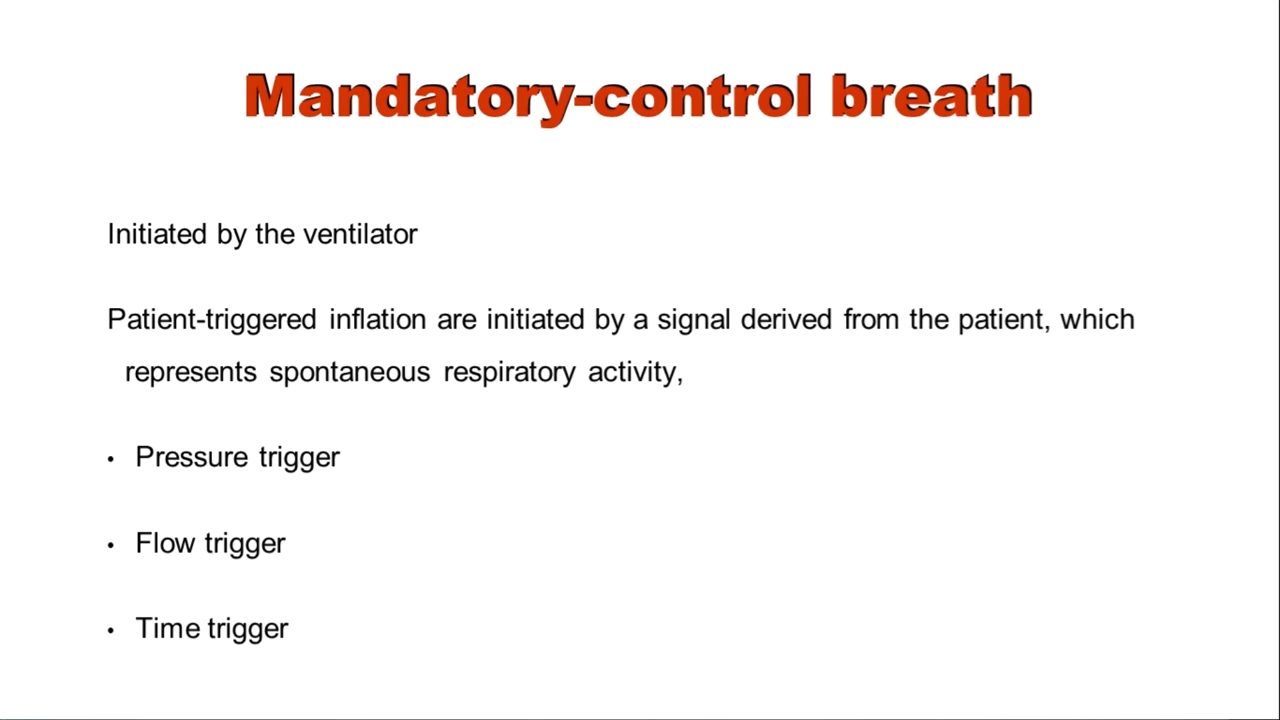 Mandatory-control breath
Initiated by the ventilator
Patient-triggered inflation are initiated by a signal derived from the patient, which
represents spontaneous respiratory activity,
• Pressure trigger
• Flow trigger
• Time trigger